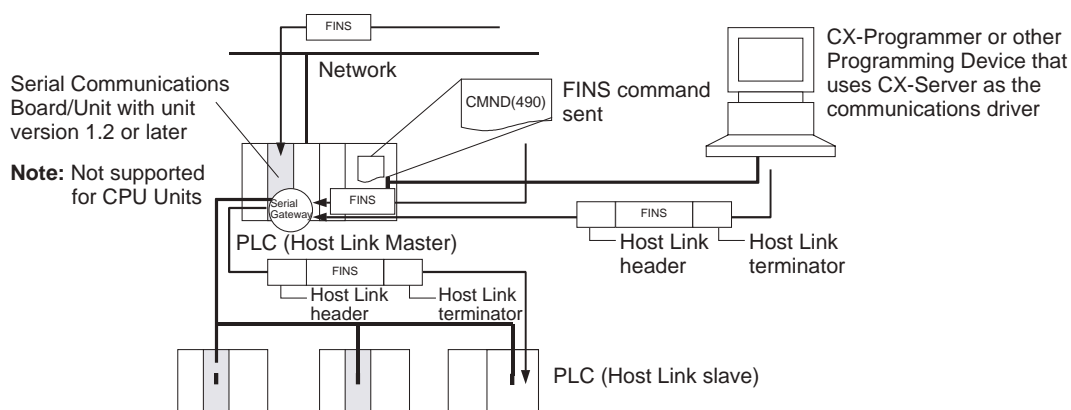 FINS
Network
CX-Programmer or other
Programming Device that
uses CX-Server as the
communications driver
Serial Communications
Board/Unit with unit
version 1.2 or later
Note: Not supported
for CPU Units
CMND(490)
FINS command
sent
Serial
Gateway
FINS
FINS
PLC (Host Link Master)
Host Link
header
Host Link
terminator
FINS
Host Link
header
Host Link
terminator
PLC (Host Link slave)